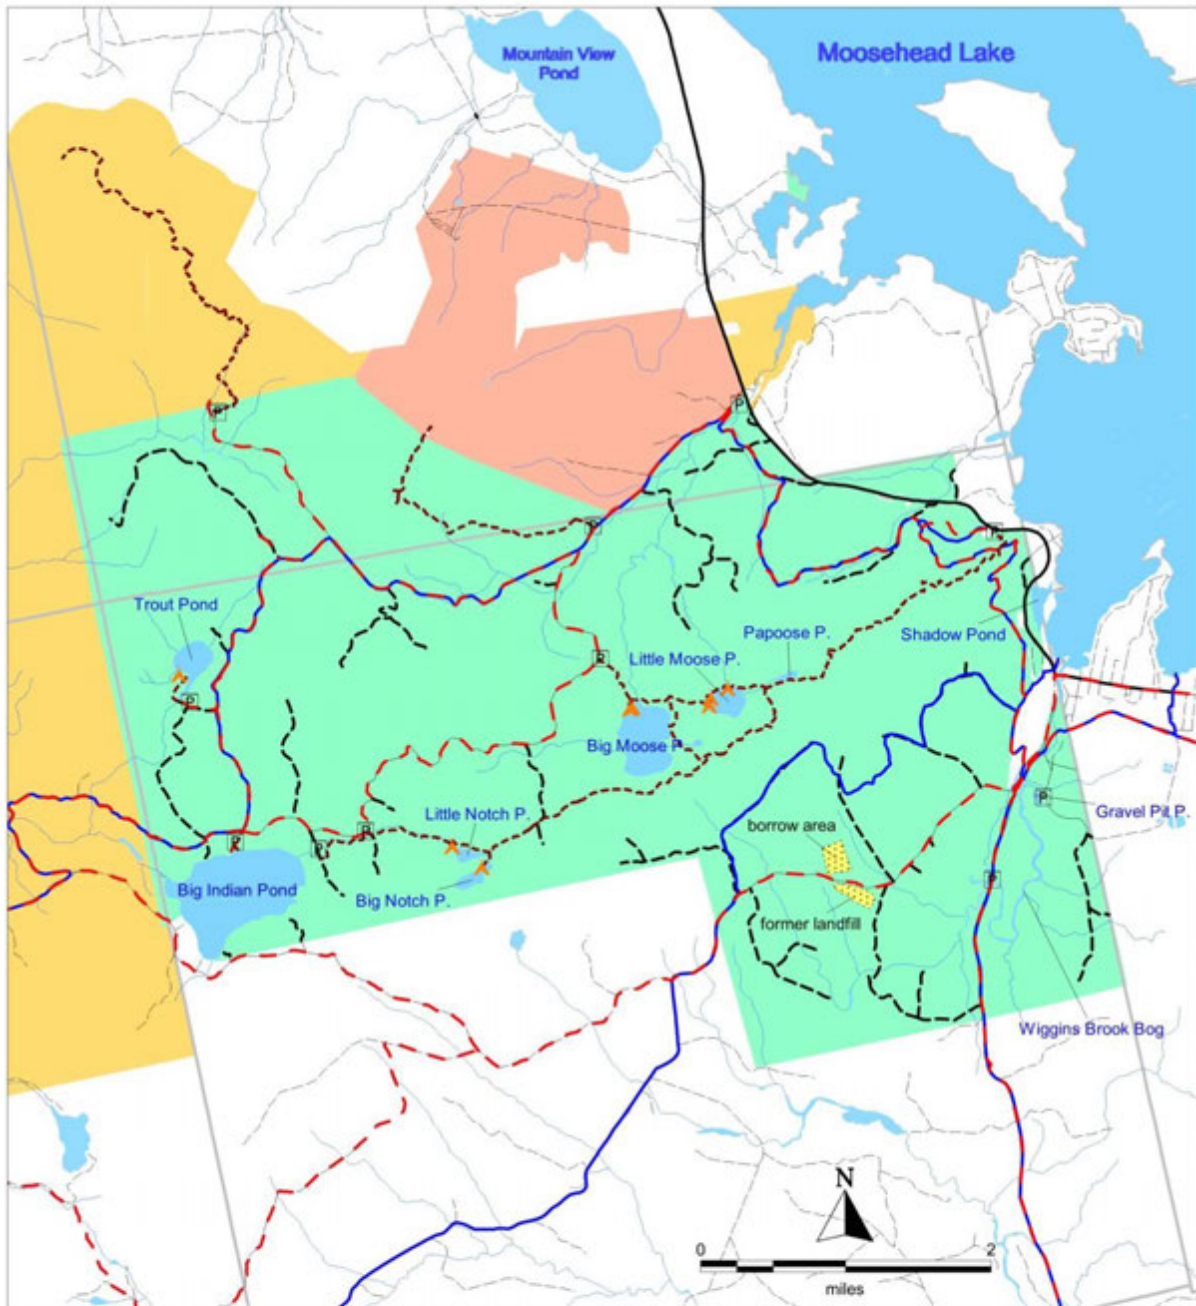 Mountain View
Pond
Moosehead Lake
P
P
P
P
Trout Pond
Papoose P.
Shadow Pond
Little Moose P.
P
P
Big Moose P.
Little Notch P.
borrow area
P
Gravel Pit P.
P
P
P
Big Indian Pond
Big Notch P.
P
former landfill
Wiggins Brook Bog
N
0
2
miles